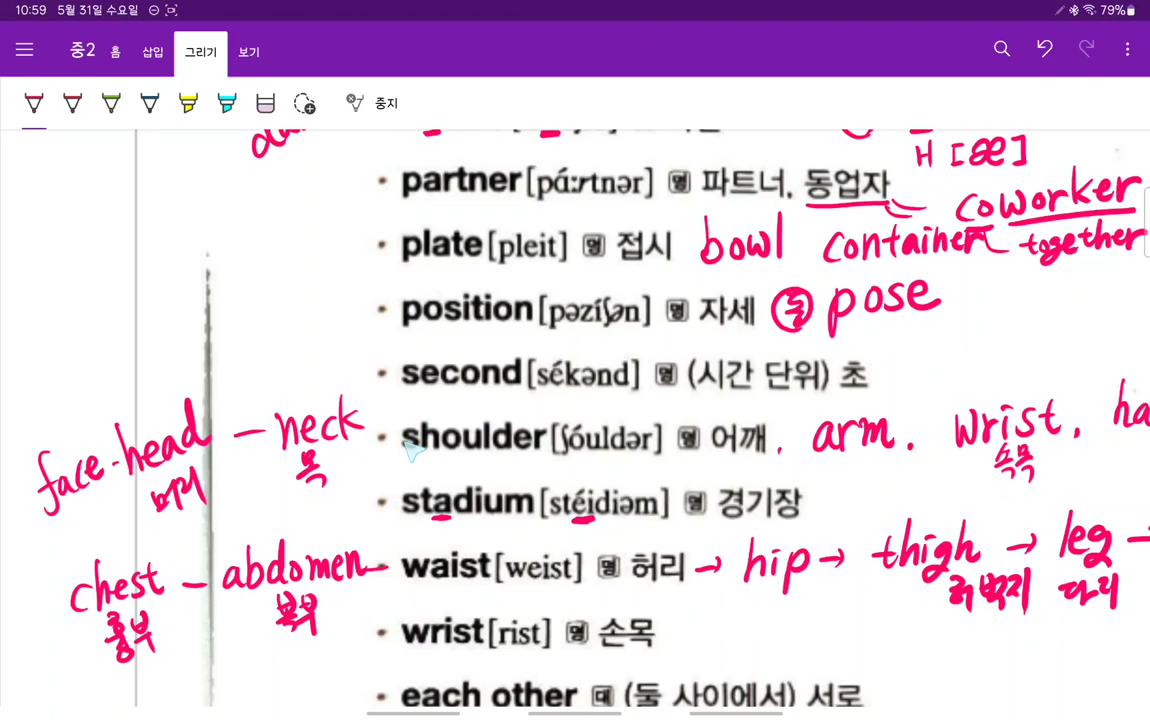 10:59 5월 31일 수요일 79%
중2 홈 삽입 그리기 보기
중지
H [æ]
• partner[pɑ́ːrtnər] 명 파트너, 동업자 coworker
• plate[pleit] 명 접시 bowl container together
• position[pəzíʃən] 명 자세 동 pose
• second[sékənd] 명 (시간 단위) 초
face - head 머리 — neck 목 • shoulder[ʃóuldər] 명 어깨, arm. wrist, 손목 ha
• stadium[stéidiəm] 명 경기장
chest 흉부 — abdomen 복부 — • waist[weist] 명 허리 → hip → thigh 허벅지 → leg 다리 —
• wrist[rist] 명 손목
each other 대 (둘 사이에서) 서로